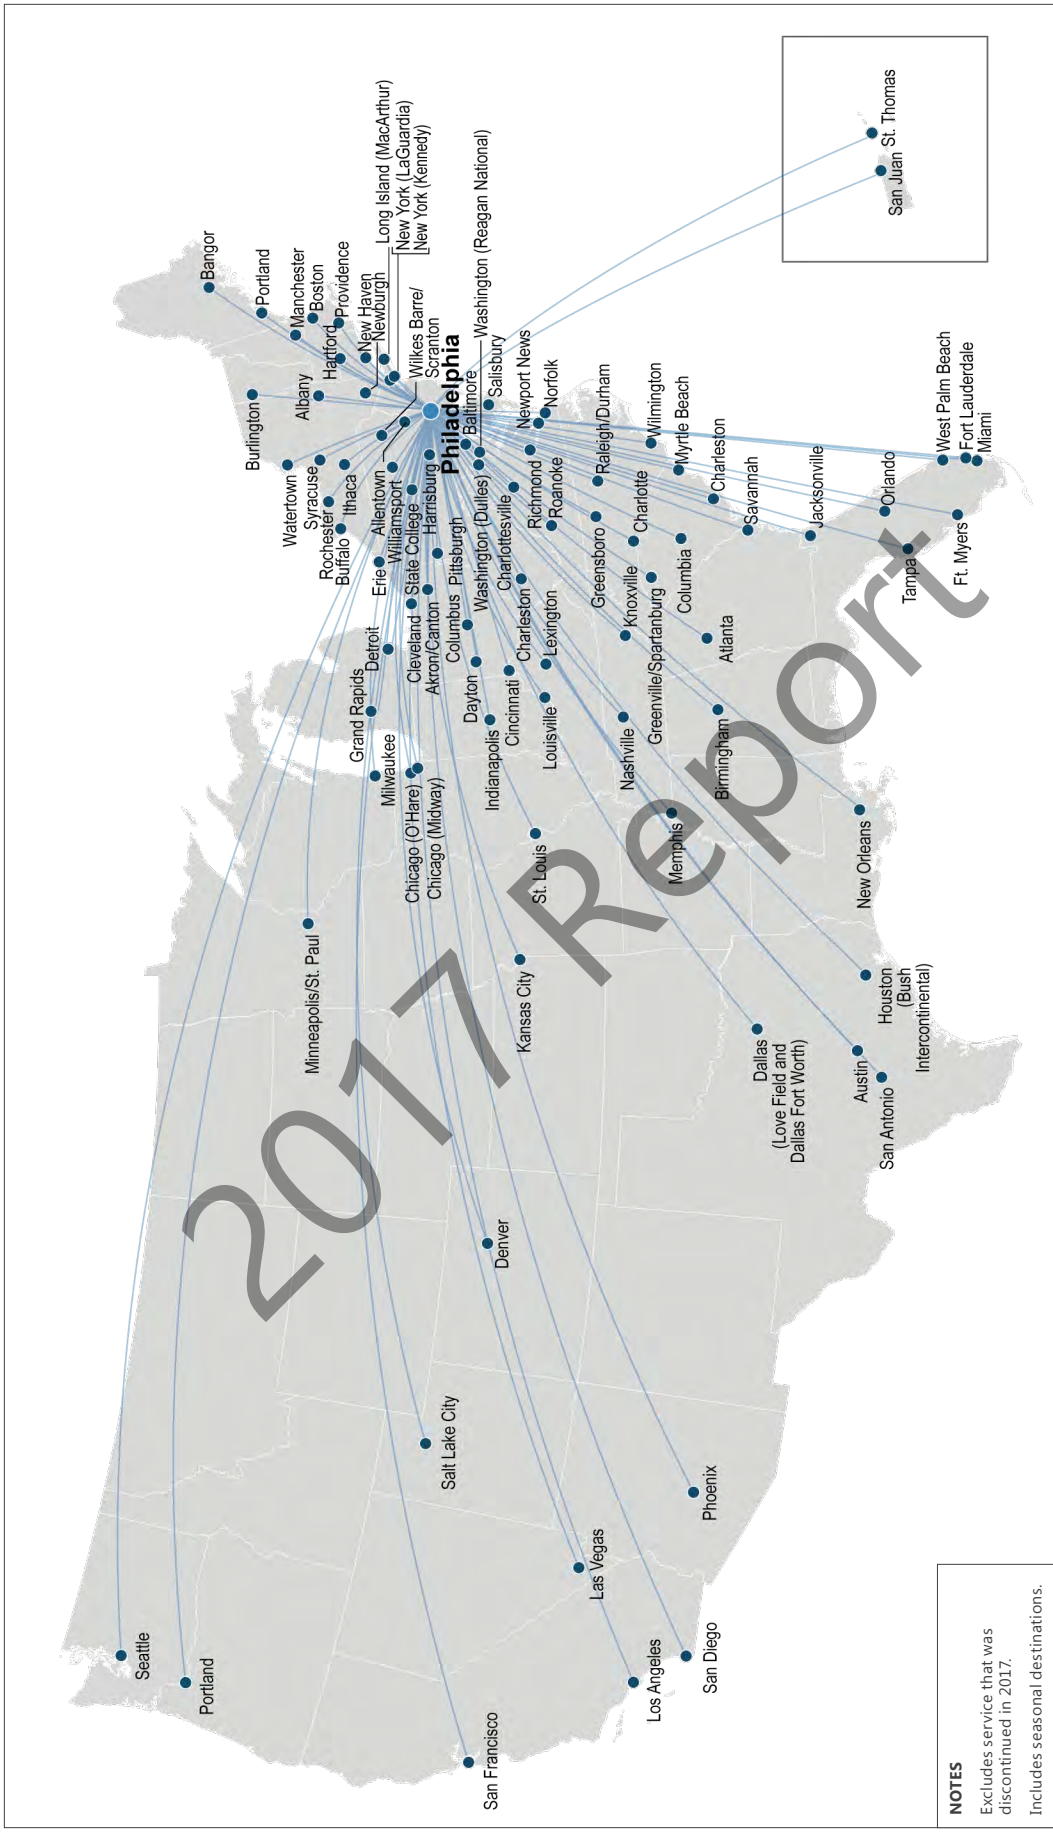 Seattle
Portland
San Francisco
Los Angeles
San Diego
Las Vegas
Salt Lake City
Phoenix
Denver
Minneapolis/St. Paul
Kansas City
Dallas
(Love Field and
Dallas Fort Worth)
Austin
San Antonio
Houston
(Bush
Intercontinental)
New Orleans
Memphis
St. Louis
Milwaukee
Chicago (O'Hare)
Chicago (Midway)
Grand Rapids
Detroit
Indianapolis
Dayton
Cincinnati
Columbus
Cleveland
Akron/Canton
Louisville
Lexington
Nashville
Knoxville
Birmingham
Atlanta
Greenville/Spartanburg
Columbia
Charlotte
Greensboro
Charleston
Erie
Pittsburgh
Buffalo
Rochester
Syracuse
Watertown
Ithaca
Allentown
Williamsport
State College
Harrisburg
Wilkes Barre/
Scranton
Philadelphia
Baltimore
Washington (Dulles)
Washington (Reagan National)
Charlottesville
Richmond
Roanoke
Salisbury
Newport News
Norfolk
Raleigh/Durham
Wilmington
Myrtle Beach
Charleston
Savannah
Jacksonville
Orlando
Tampa
Ft. Myers
West Palm Beach
Fort Lauderdale
Miami
Burlington
Albany
Bangor
Portland
Manchester
Boston
Providence
Hartford
New Haven
Newburgh
Long Island (MacArthur)
New York (LaGuardia)
New York (Kennedy)
San Juan
St. Thomas
2017 Report
NOTES
Excludes service that was
discontinued in 2017.
Includes seasonal destinations.